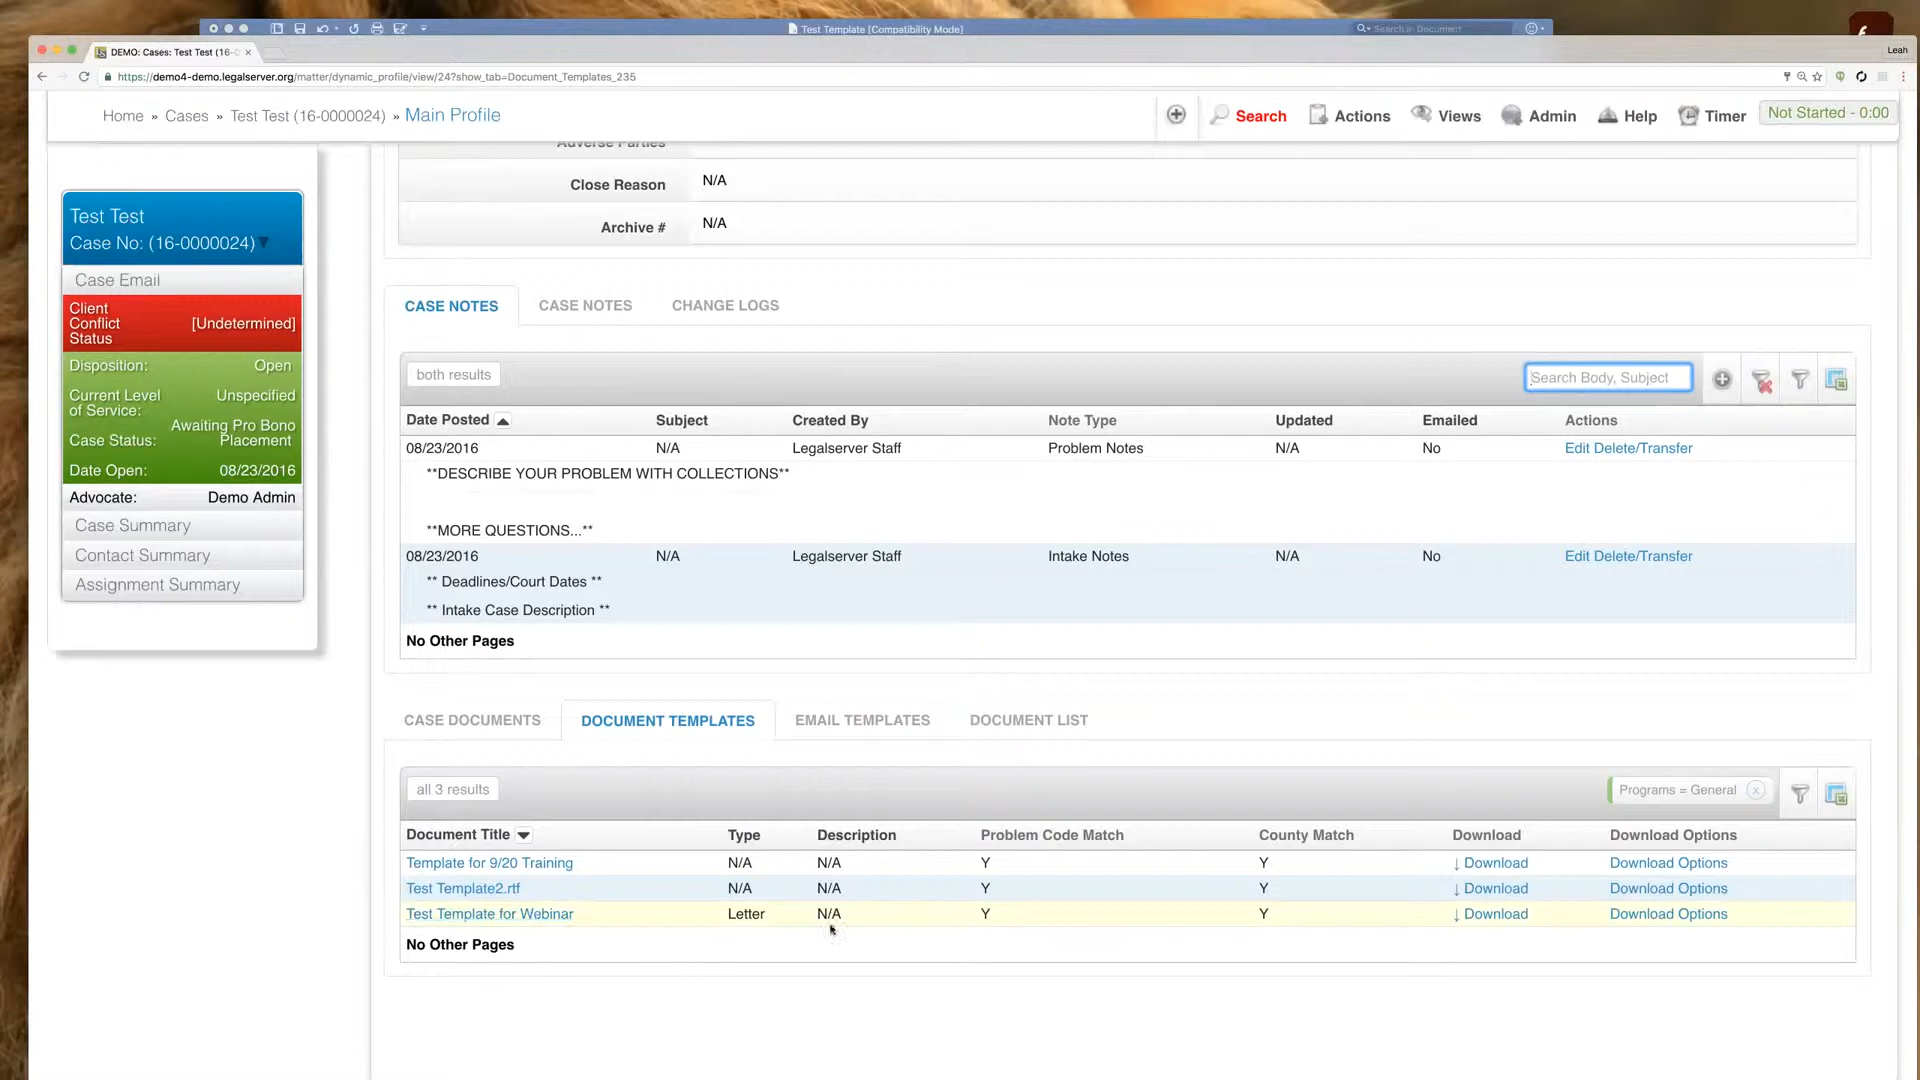 Test Template [Compatibility Mode]
Search in Document
DEMO: Cases: Test Test (16-
Leah
https://demo4-demo.legalserver.org/matter/dynamic_profile/view/24?show_tab=Document_Templates_235
Home » Cases » Test Test (16-0000024) » Main Profile
Search Actions Views Admin Help Timer Not Started - 0:00
Adverse Parties
Close Reason N/A
Archive # N/A
Test Test
Case No: (16-0000024)
Case Email
Client Conflict Status [Undetermined]
Disposition: Open
Current Level of Service: Unspecified
Case Status: Awaiting Pro Bono Placement
Date Open: 08/23/2016
Advocate: Demo Admin
Case Summary
Contact Summary
Assignment Summary
CASE NOTES CASE NOTES CHANGE LOGS
both results Search Body, Subject
Date Posted Subject Created By Note Type Updated Emailed Actions
08/23/2016 N/A Legalserver Staff Problem Notes N/A No Edit Delete/Transfer
**DESCRIBE YOUR PROBLEM WITH COLLECTIONS**
**MORE QUESTIONS...**
08/23/2016 N/A Legalserver Staff Intake Notes N/A No Edit Delete/Transfer
** Deadlines/Court Dates **
** Intake Case Description **
No Other Pages
CASE DOCUMENTS DOCUMENT TEMPLATES EMAIL TEMPLATES DOCUMENT LIST
all 3 results Programs = General x
Document Title Type Description Problem Code Match County Match Download Download Options
Template for 9/20 Training N/A N/A Y Y ↓ Download Download Options
Test Template2.rtf N/A N/A Y Y ↓ Download Download Options
Test Template for Webinar Letter N/A Y Y ↓ Download Download Options
No Other Pages